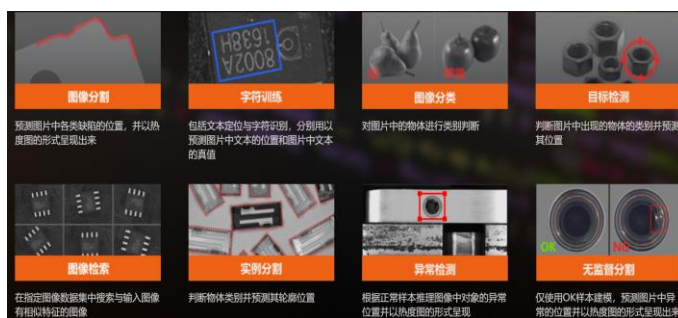 8002A
1638H
梨
苹果
图像分割
字符训练
图像分类
目标检测
预测图片中各类缺陷的位置，并以热
度图的形式呈现出来
包括文本定位与字符识别，分别用以
预测图片中文本的位置和图片中文本
的真值
对图片中的物体进行类别判断
判断图片中出现的物体的类别并预测
其位置
OK
NG
图像检索
实例分割
异常检测
无监督分割
在指定图像数据集中搜索与输入图像
有相似特征的图像
判断物体类别并预测其轮廓位置
根据正常样本推理图像中对象的异常
位置并以热度图的形式呈现
仅使用OK样本建模，预测图片中异
常的位置并以热度图的形式呈现出来